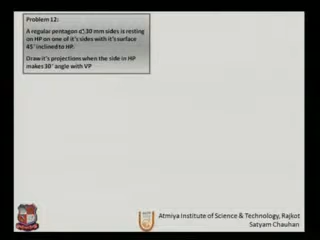 Problem 12:
A regular pentagon of 30 mm sides is resting
on HP on one of it's sides with it's surface
45° inclined to HP.
Draw it's projections when the side in HP
makes 30° angle with VP
Atmiya Institute of Science & Technology, Rajkot
Satyam Chauhan